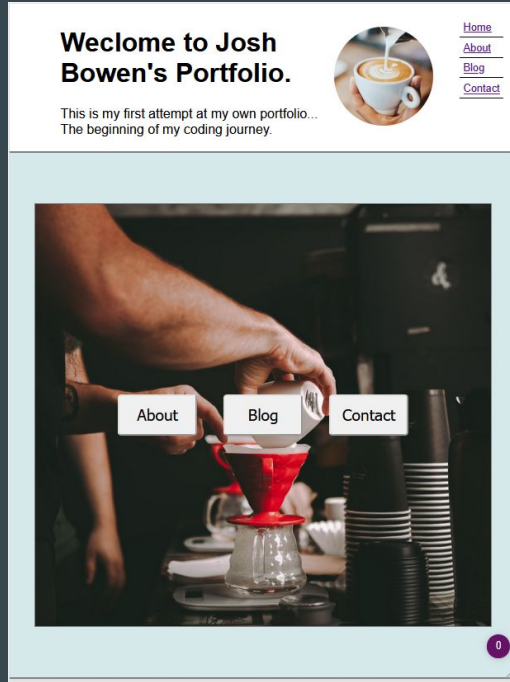 Weclome to Josh
Bowen's Portfolio.
This is my first attempt at my own portfolio...
The beginning of my coding journey.
Home
About
Blog
Contact
&
About
Blog
Contact
0